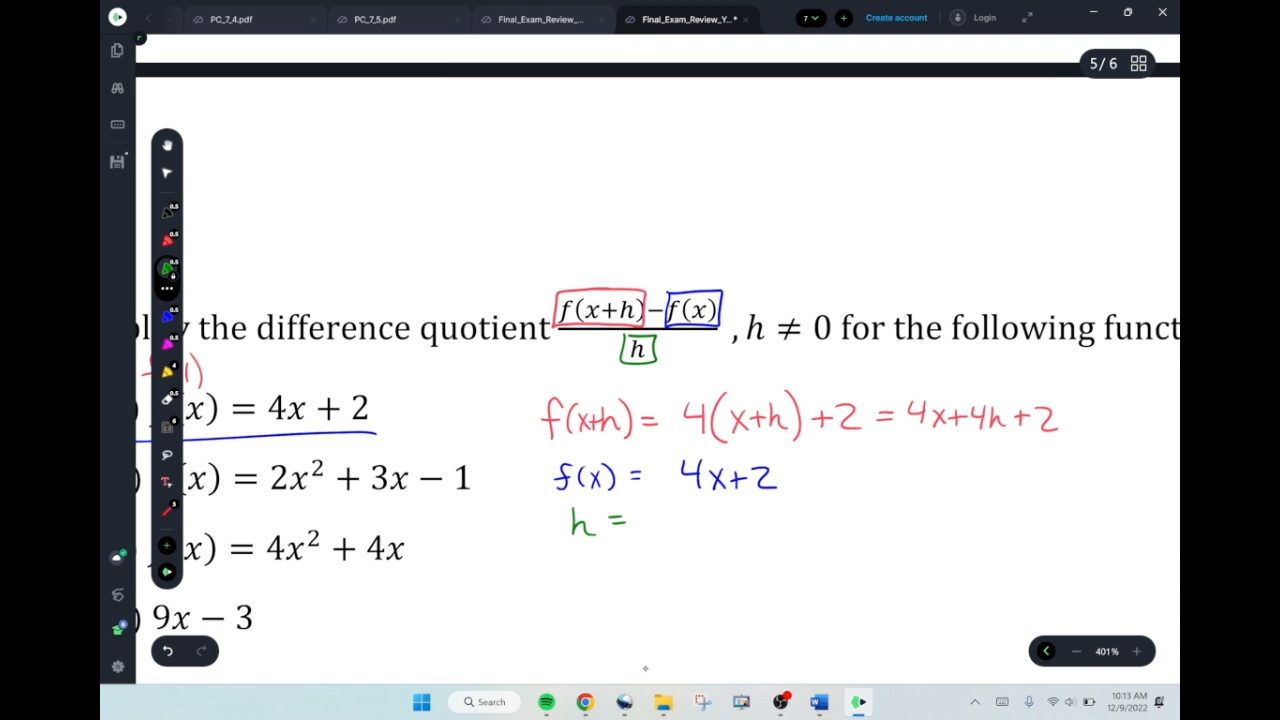 PC_7_4.pdf
PC_7_5.pdf
Final_Exam_Review_...
Final_Exam_Review_Y... *
7
Create account
Login
5 / 6
the difference quotient f(x+h)−f(x) / h , h ≠ 0 for the following funct
1)
(x) = 4x + 2
f(x+h) = 4(x+h) +2 = 4x+4h+2
(x) = 2x² + 3x − 1
f(x) = 4x+2
h =
(x) = 4x² + 4x
) 9x − 3
401%
Search
10:13 AM
12/9/2022